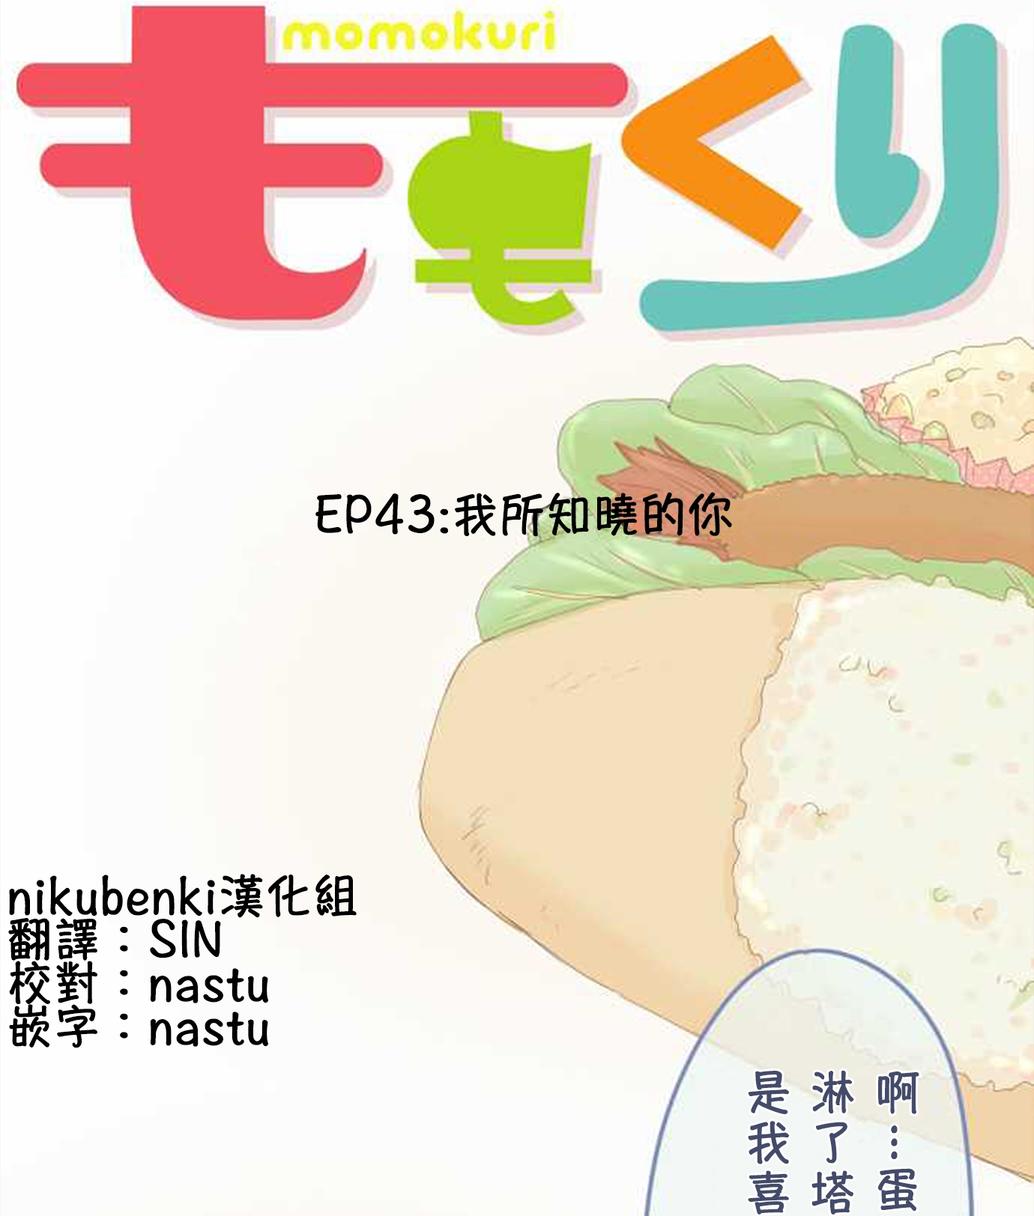 momokuri
ももくり
EP43:我所知曉的你
nikubenki漢化組
翻譯：SIN
校對：nastu
嵌字：nastu
啊…蛋
淋了塔
是我喜